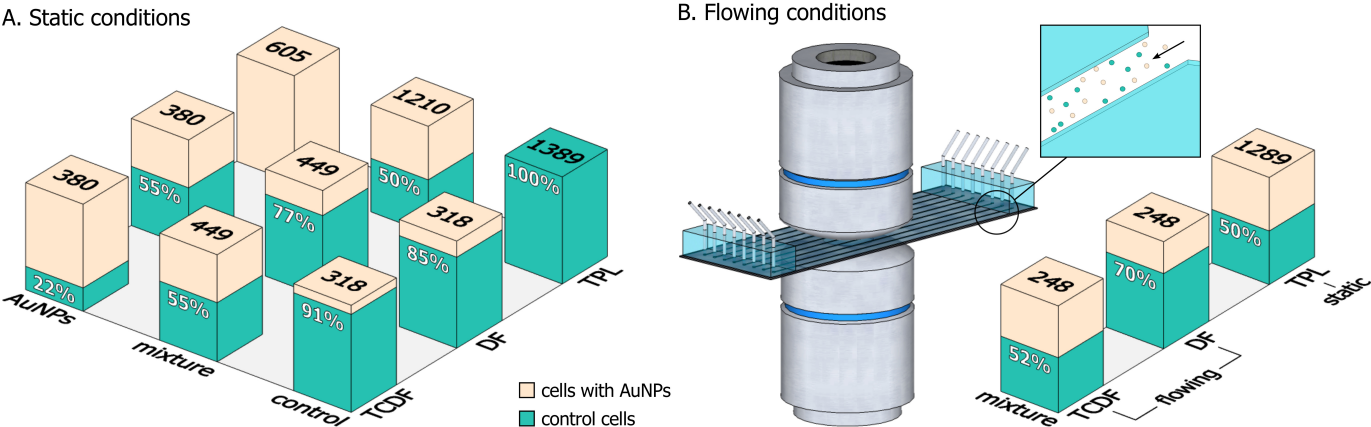 A. Static conditions
605
380
1210
380
449
1389
55%
50%
100%
77%
318
449
85%
22%
55%
318
91%
AuNPs
mixture
control
TCDF
DF
TPL
cells with AuNPs
control cells
B. Flowing conditions
1289
248
50%
248
70%
52%
mixture
TCDF
DF
TPL
flowing
static